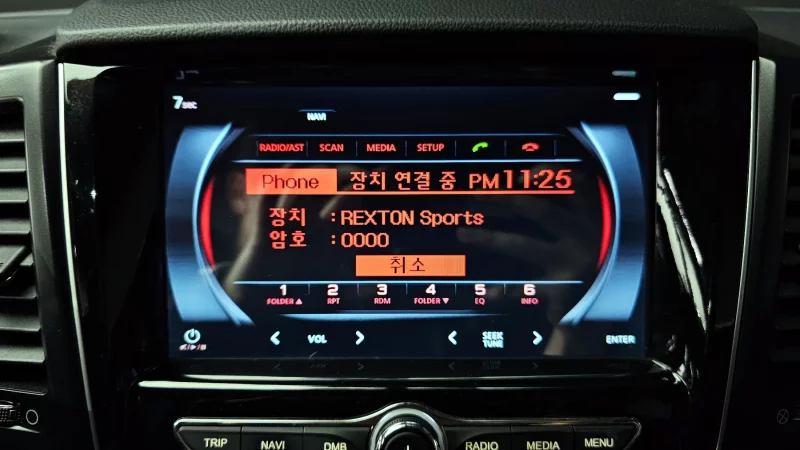 7sec
NAVI
RADIO/AST SCAN MEDIA SETUP
Phone 장치 연결 중 PM 11:25
장치 : REXTON Sports
암호 : 0000
취소
1 2 3 4 5 6
FOLDER▲ RPT RDM FOLDER▼ EQ INFO
< VOL > < SEEK TUNE > ENTER
TRIP NAVI DMB RADIO MEDIA MENU